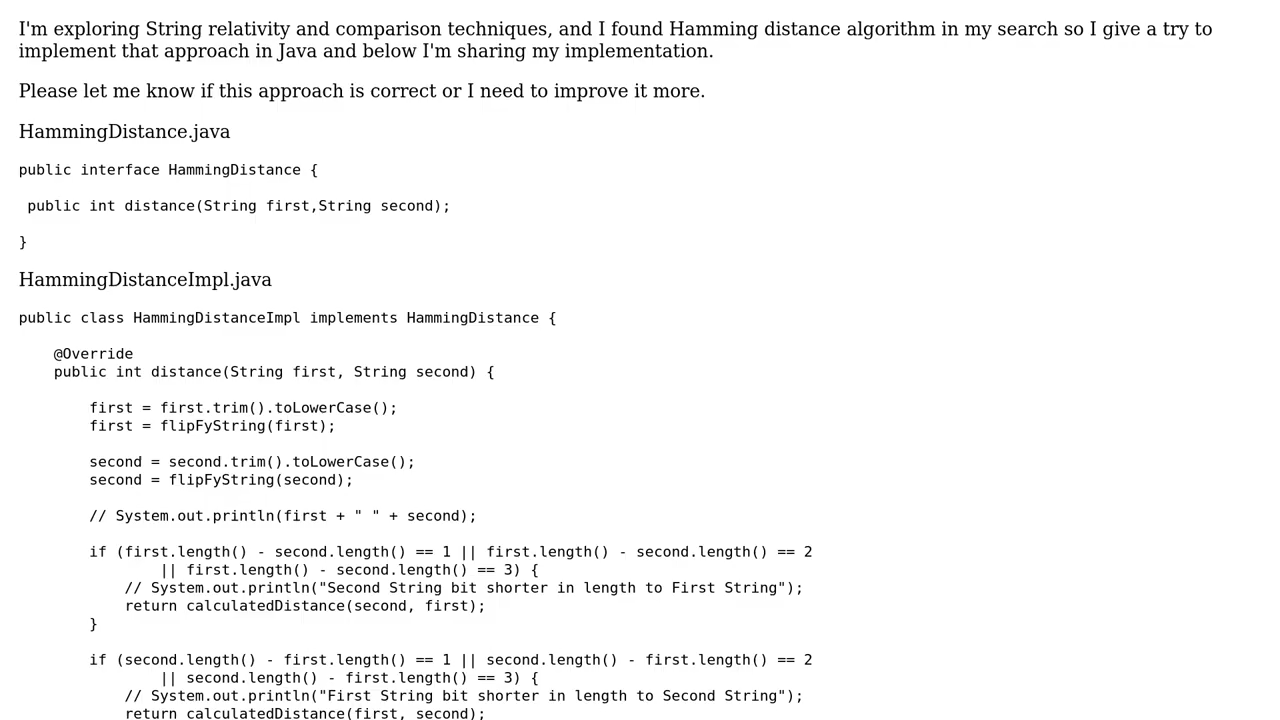 I'm exploring String relativity and comparison techniques, and I found Hamming distance algorithm in my search so I give a try to
implement that approach in Java and below I'm sharing my implementation.
Please let me know if this approach is correct or I need to improve it more.
HammingDistance.java
public interface HammingDistance {
public int distance(String first,String second);
}
HammingDistanceImpl.java
public class HammingDistanceImpl implements HammingDistance {
@Override
public int distance(String first, String second) {
first = first.trim().toLowerCase();
first = flipFyString(first);
second = second.trim().toLowerCase();
second = flipFyString(second);
// System.out.println(first + " " + second);
if (first.length() - second.length() == 1 || first.length() - second.length() == 2
|| first.length() - second.length() == 3) {
// System.out.println("Second String bit shorter in length to First String");
return calculatedDistance(second, first);
}
if (second.length() - first.length() == 1 || second.length() - first.length() == 2
|| second.length() - first.length() == 3) {
// System.out.println("First String bit shorter in length to Second String");
return calculatedDistance(first, second);